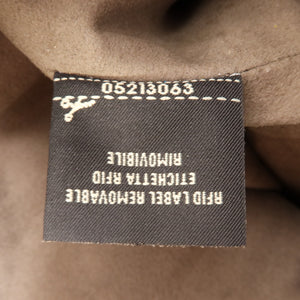 05213063
RFID LABEL REMOVABLE
ETICHETTA RFID
RIMOVIBILE